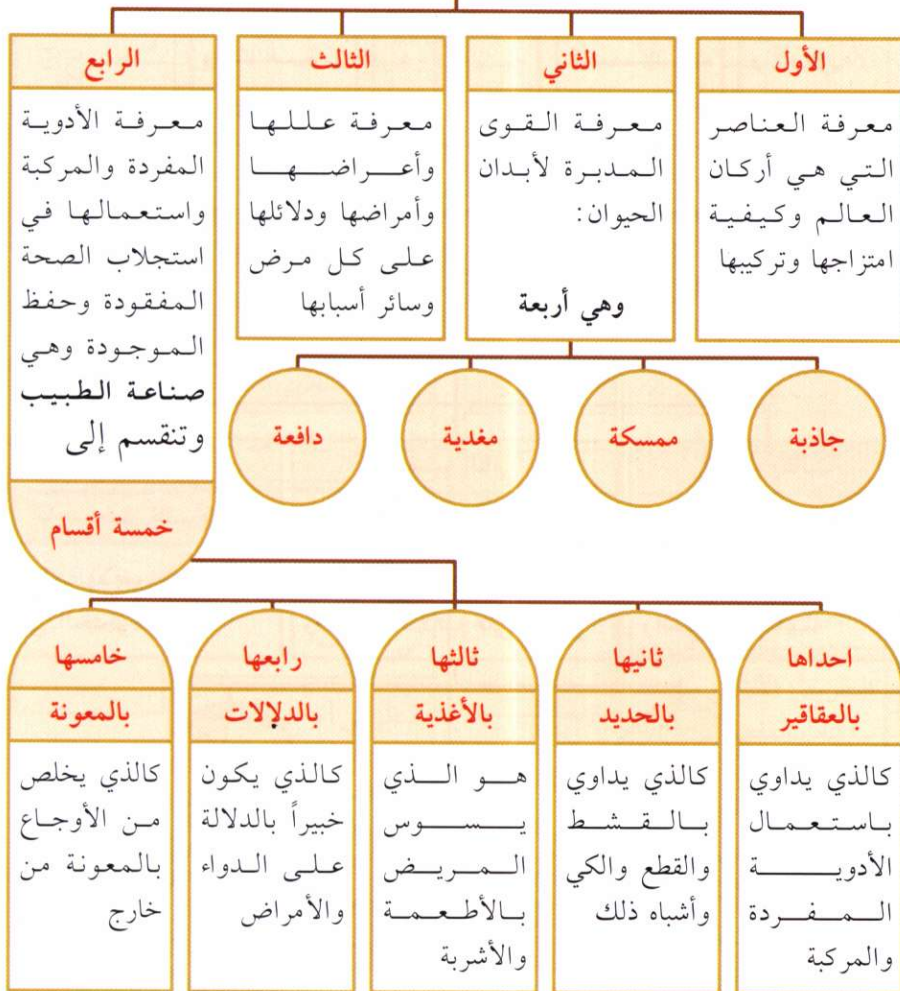 الأول
معرفة العناصر
التي هي أركان
العالم وكيفية
امتزاجها وتركيبها
الثاني
معرفة القوى
المدبرة لأبدان
الحيوان:
وهي أربعة
الثالث
معرفة عللها
وأعراضها
وأمراضها ودلائلها
على كل مرض
وسائر أسبابها
الرابع
معرفة الأدوية
المفردة والمركبة
واستعمالها في
استجلاب الصحة
المفقودة وحفظ
الموجودة وهي
صناعة الطبيب
وتنقسم إلى
خمسة أقسام
جاذبة
ممسكة
مغدية
دافعة
احداها
بالعقاقير
كالذي يداوي
باستعمال
الأدوية
المفردة
والمركبة
ثانيها
بالحديد
كالذي يداوي
بالقشط
والقطع والكي
وأشباه ذلك
ثالثها
بالأغذية
هو الذي
يسوس
المريض
بالأطعمة
والأشربة
رابعها
بالدلالات
كالذي يكون
خبيراً بالدلالة
على الدواء
والأمراض
خامسها
بالمعونة
كالذي يخلص
من الأوجاع
بالمعونة من
خارج